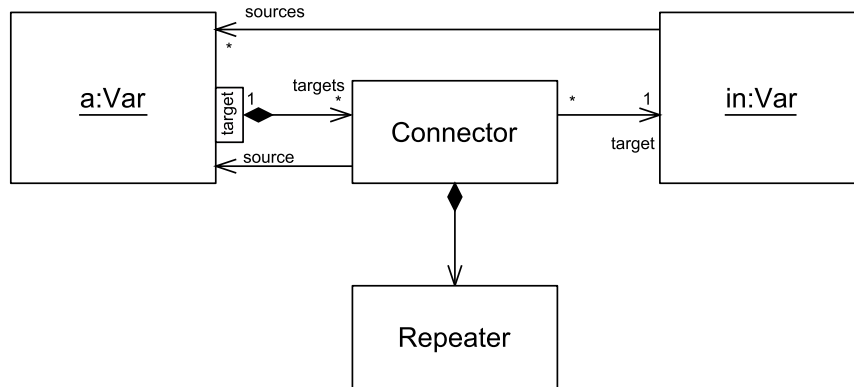 sources
*
a:Var
in:Var
target
1
targets
*
Connector
*
1
target
source
Repeater